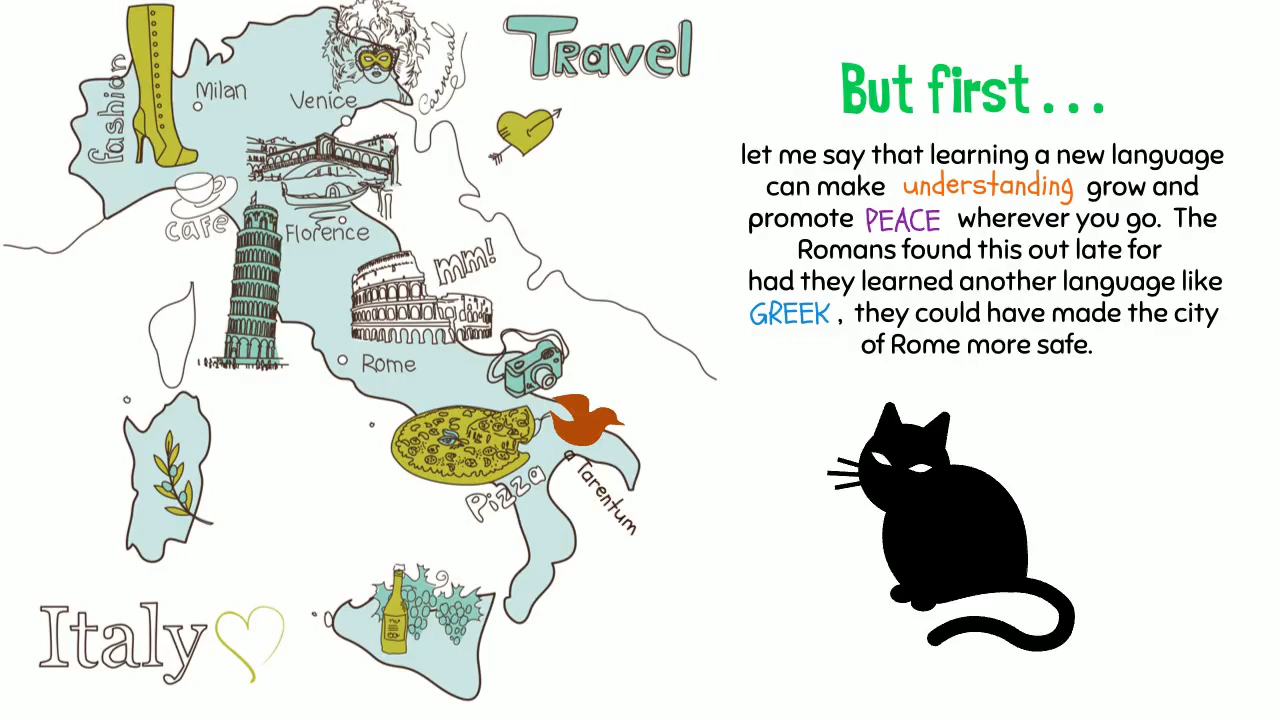 Travel
fashion
Milan
Venice
Carnaval
cafe
Florence
mm!
Rome
Pizza
Tarentum
Italy
But first...
let me say that learning a new language
can make understanding grow and
promote PEACE wherever you go. The
Romans found this out late for
had they learned another language like
GREEK, they could have made the city
of Rome more safe.